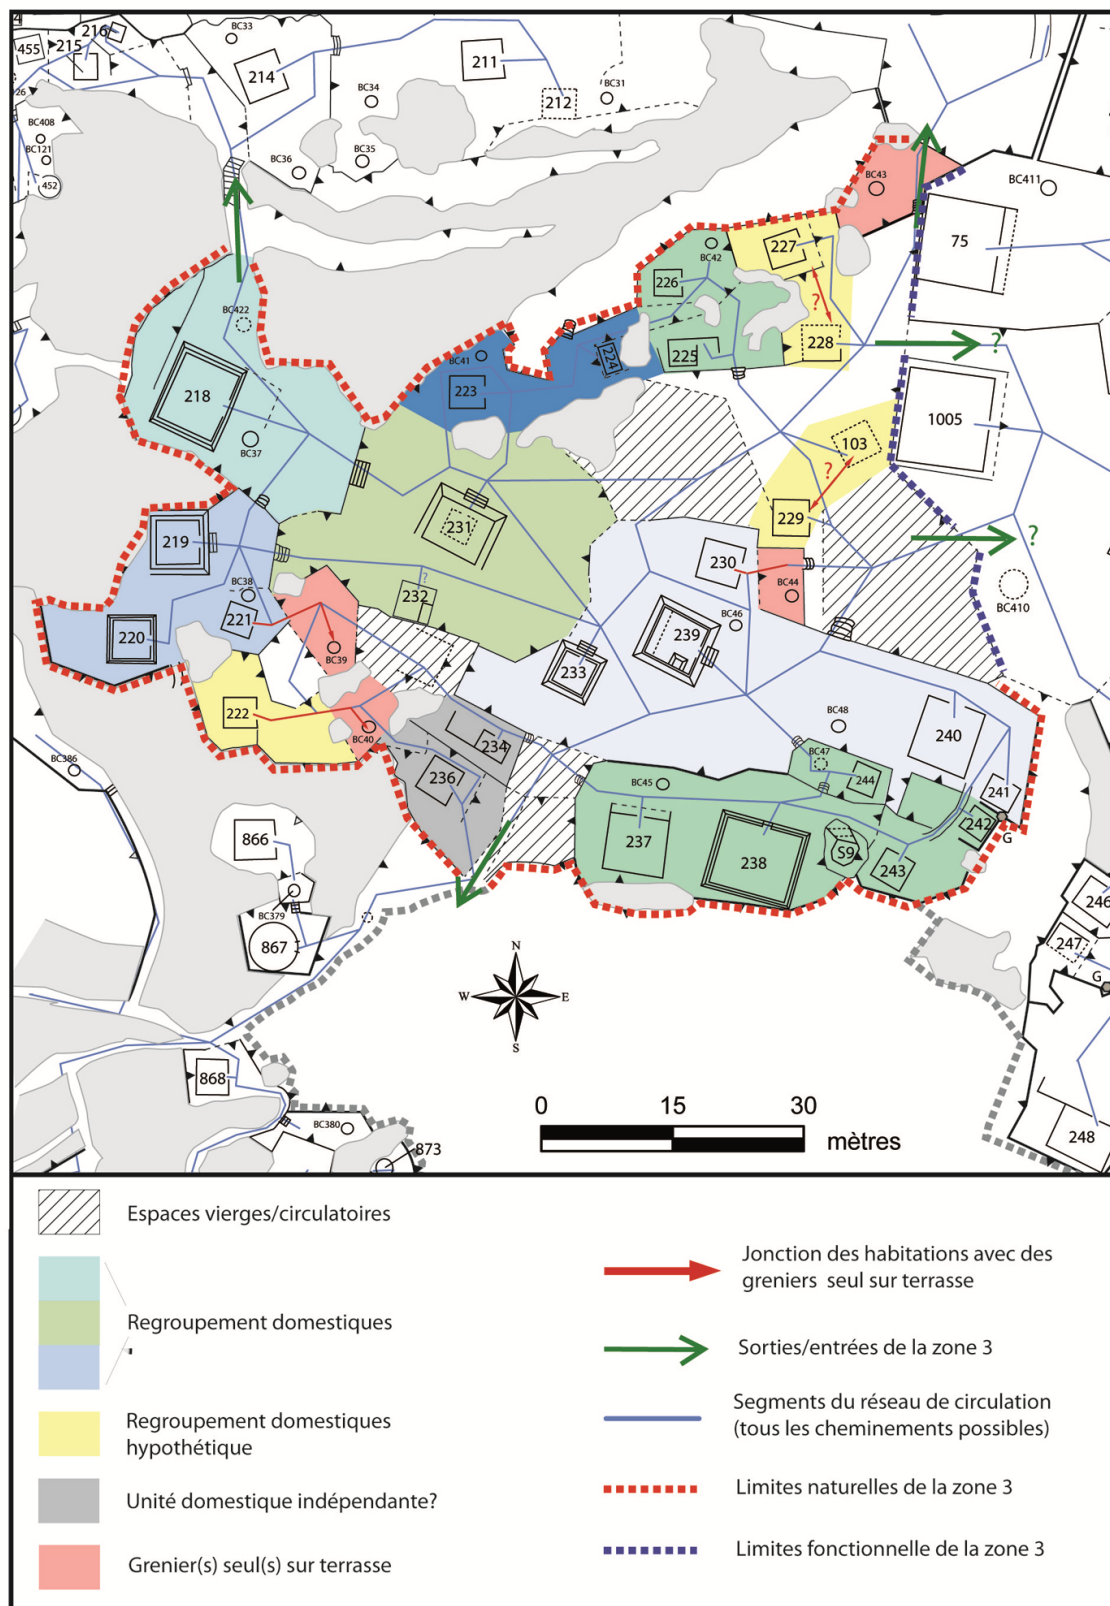 4
216
455
215
BC33
214
211
BC34
212
BC31
126
BC408
BC121
452
BC36
BC35
BC43
BC411
BC42
227
75
226
?
BC422
228
?
BC41
224
225
223
218
BC37
1005
103
?
231
229
219
?
230
BC44
BC38
?
232
BC46
BC410
221
220
BC39
239
233
222
BC40
BC48
234
240
BC47
BC386
236
BC45
244
241
242
G
866
237
238
S9
243
BC379
246
867
247
G
N
W
E
S
868
0
15
30
BC380
mètres
873
248
Espaces vierges/circulatoires
Regroupement domestiques
Regroupement domestiques
hypothétique
Unité domestique indépendante?
Grenier(s) seul(s) sur terrasse
Jonction des habitations avec des
greniers seul sur terrasse
Sorties/entrées de la zone 3
Segments du réseau de circulation
(tous les cheminements possibles)
Limites naturelles de la zone 3
Limites fonctionnelle de la zone 3